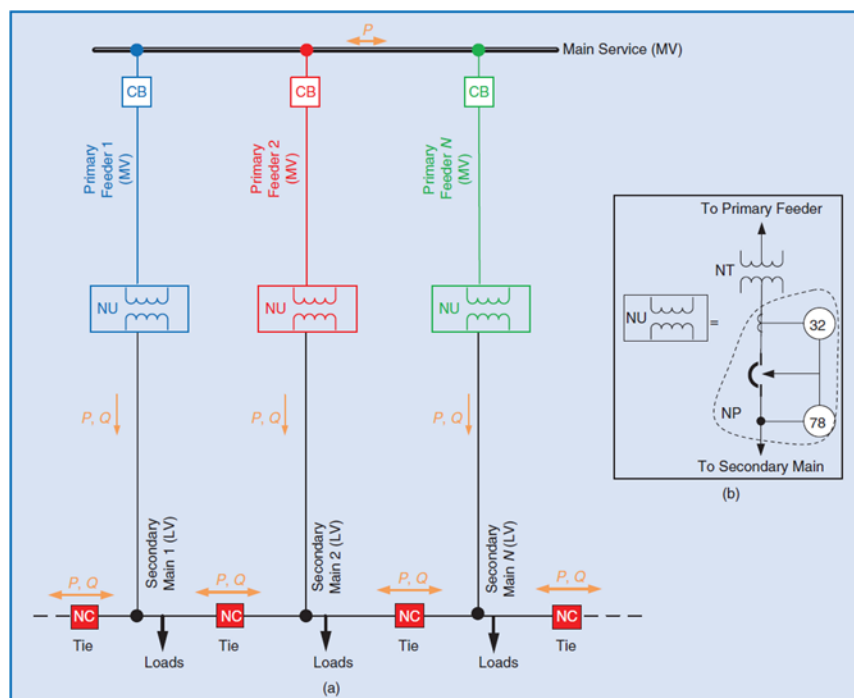 P
Main Service (MV)
CB
CB
CB
Primary
Feeder 1
(MV)
Primary
Feeder 2
(MV)
Primary
Feeder N
(MV)
NU
NU
NU
P, Q
P, Q
P, Q
Secondary
Main 1 (LV)
Secondary
Main 2 (LV)
Secondary
Main N (LV)
P, Q
P, Q
P, Q
P, Q
NC
NC
NC
NC
Tie
Tie
Tie
Tie
Loads
Loads
Loads
(a)
To Primary Feeder
NT
NU
=
32
NP
78
To Secondary Main
(b)